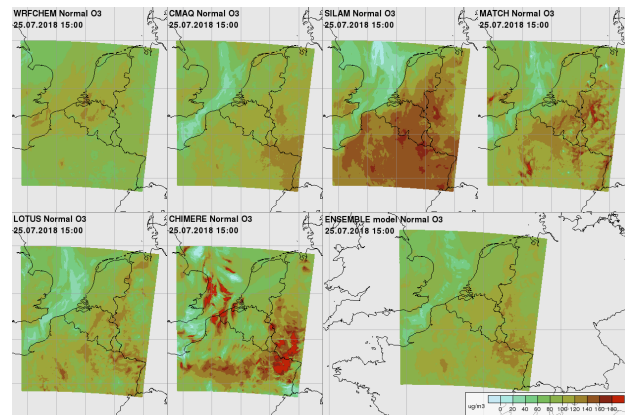 WRFCHEM Normal O3
25.07.2018 15:00
CMAQ Normal O3
25.07.2018 15:00
SILAM Normal O3
25.07.2018 15:00
MATCH Normal O3
25.07.2018 15:00
LOTUS Normal O3
25.07.2018 15:00
CHIMERE Normal O3
25.07.2018 15:00
ENSEMBLE model Normal O3
25.07.2018 15:00
ug/m3 0 20 40 60 80 100 120 140 160 180